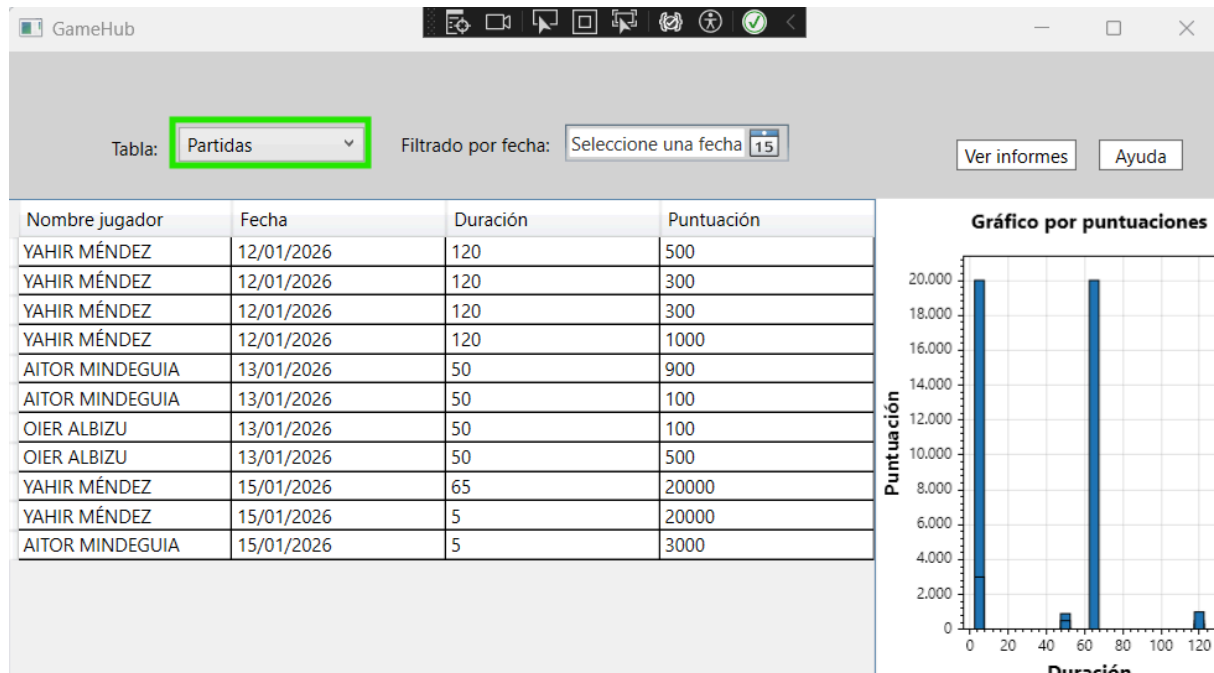 GameHub
Tabla: Partidas Filtrado por fecha: Seleccione una fecha 15 Ver informes Ayuda
Nombre jugador Fecha Duración Puntuación
YAHIR MÉNDEZ 12/01/2026 120 500
YAHIR MÉNDEZ 12/01/2026 120 300
YAHIR MÉNDEZ 12/01/2026 120 300
YAHIR MÉNDEZ 12/01/2026 120 1000
AITOR MINDEGUIA 13/01/2026 50 900
AITOR MINDEGUIA 13/01/2026 50 100
OIER ALBIZU 13/01/2026 50 100
OIER ALBIZU 13/01/2026 50 500
YAHIR MÉNDEZ 15/01/2026 65 20000
YAHIR MÉNDEZ 15/01/2026 5 20000
AITOR MINDEGUIA 15/01/2026 5 3000
Gráfico por puntuaciones
Puntuación
20.000
18.000
16.000
14.000
12.000
10.000
8.000
6.000
4.000
2.000
0
0 20 40 60 80 100 120
Duración